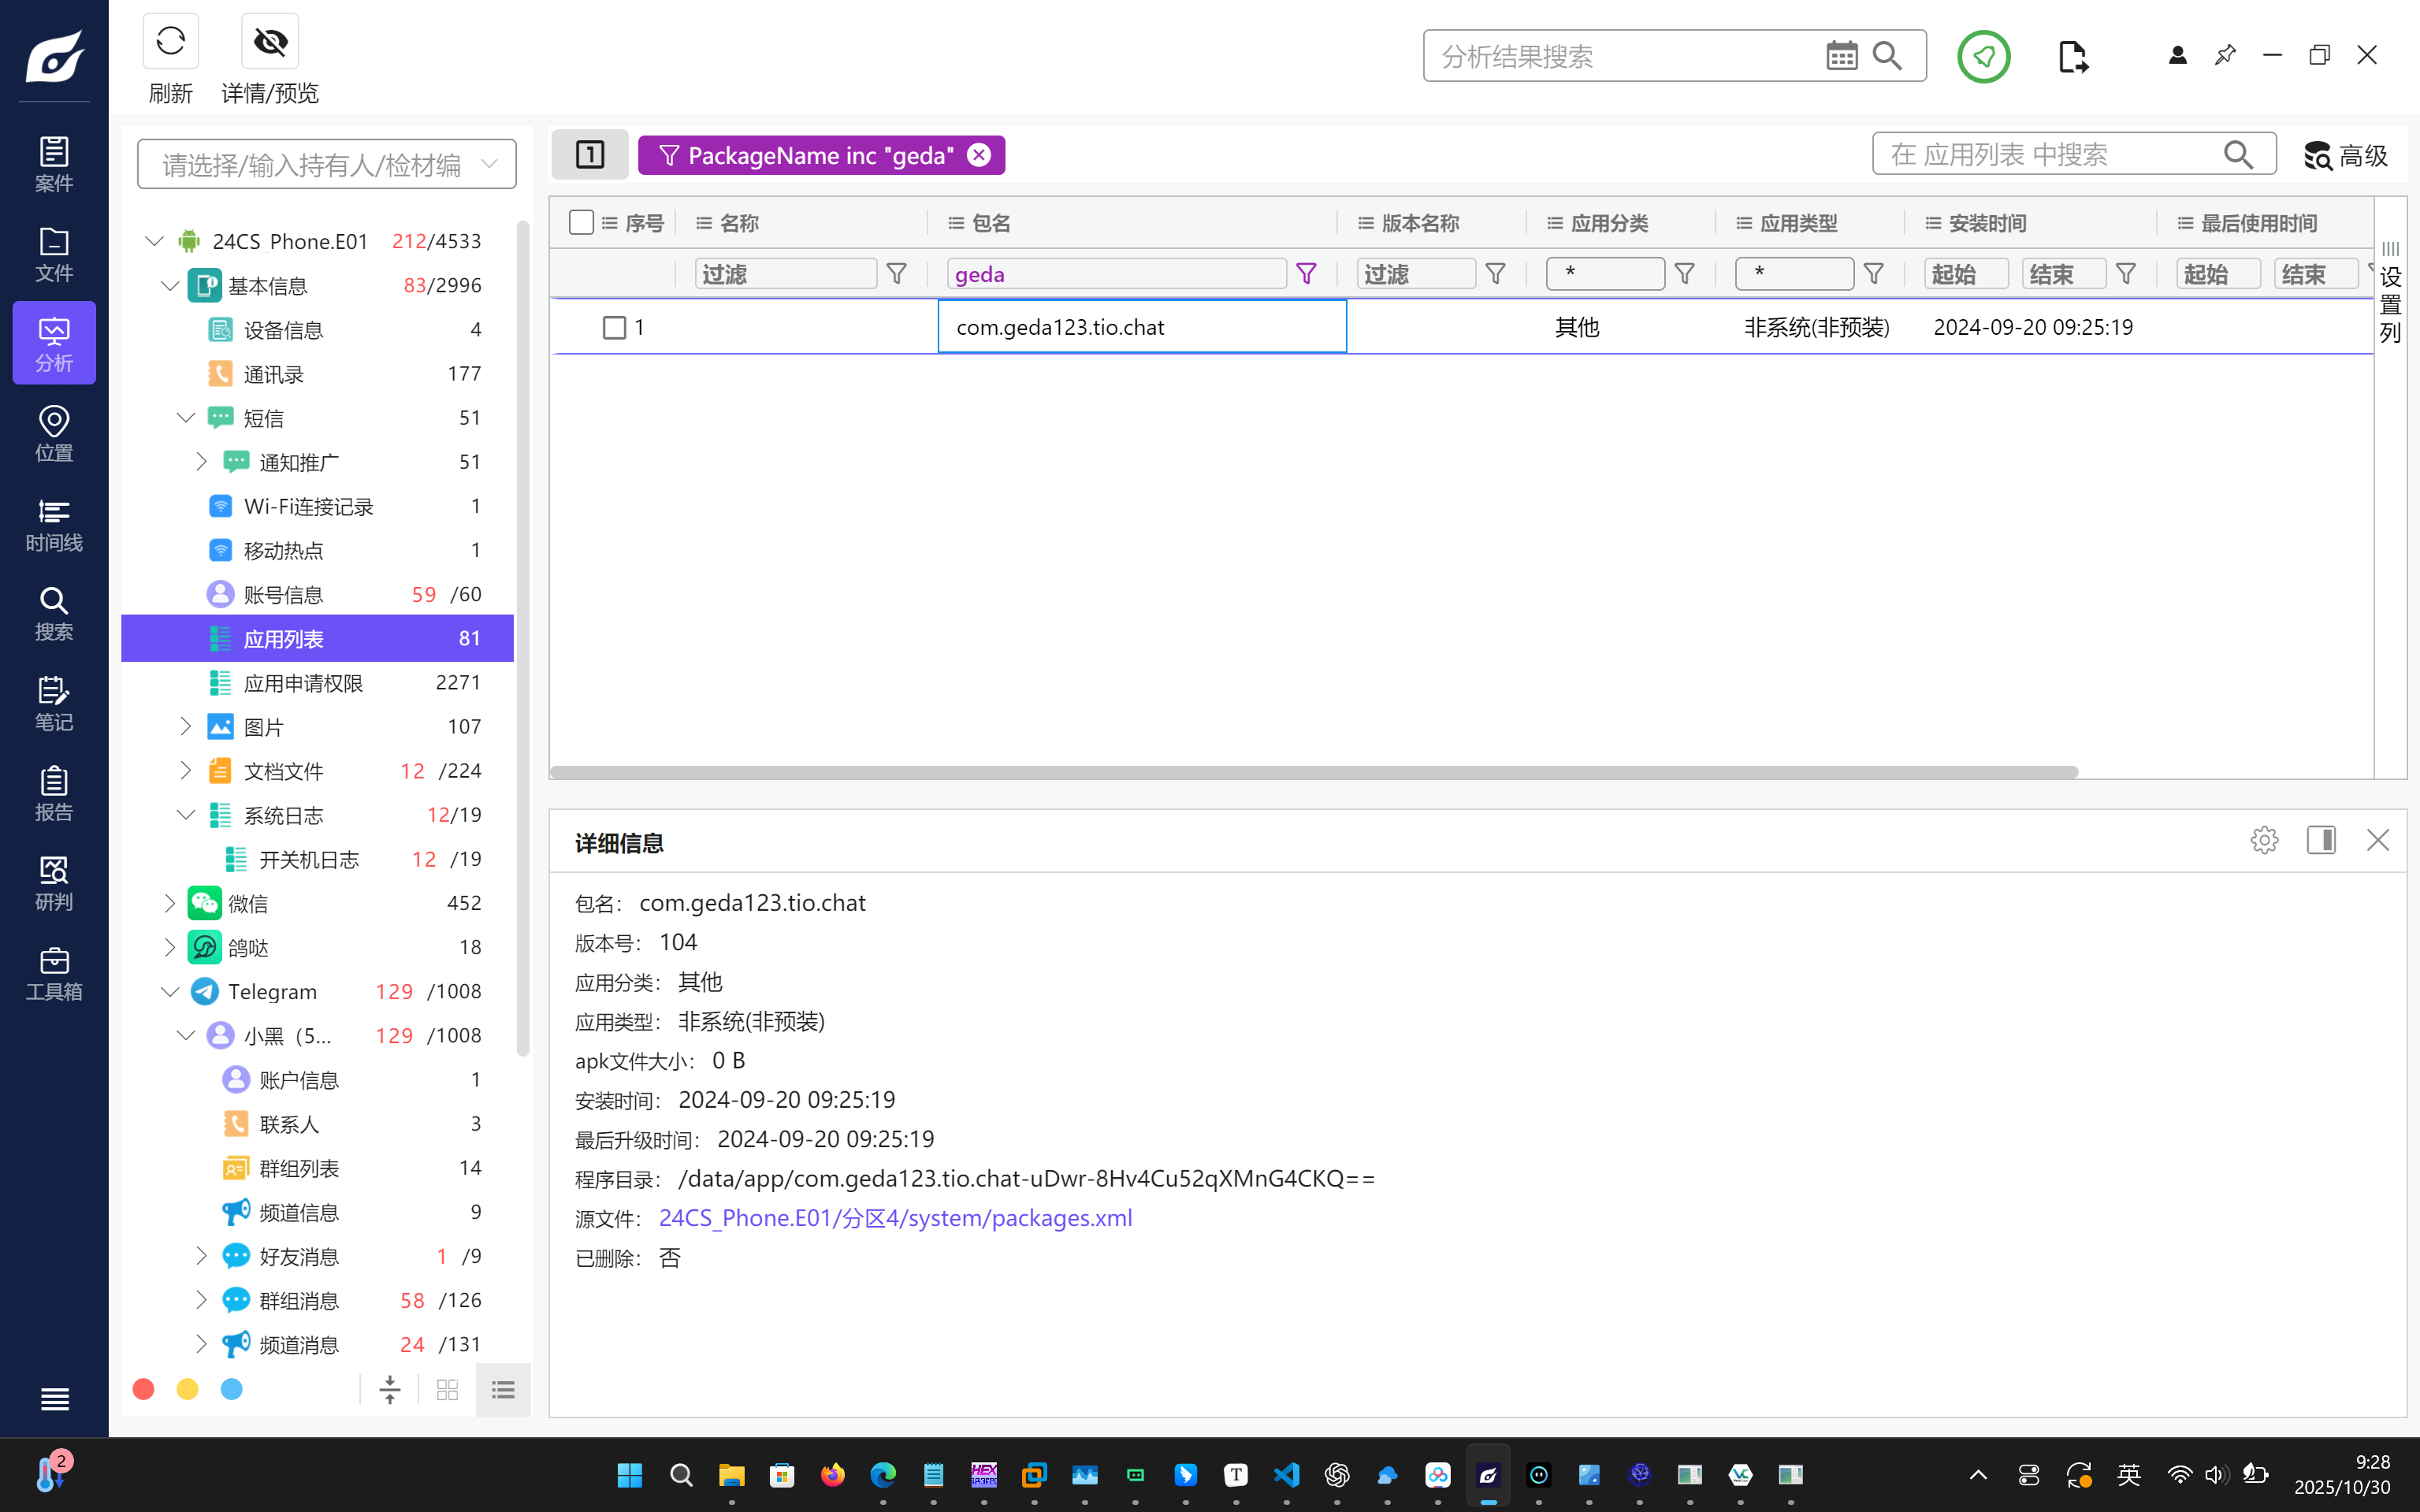 刷新
详情/预览
分析结果搜索
案件
文件
分析
位置
时间线
搜索
笔记
报告
研判
工具箱
请选择/输入持有人/检材编
24CS_Phone.E01 212/4533
基本信息 83/2996
设备信息 4
通讯录 177
短信 51
通知推广 51
Wi-Fi连接记录 1
移动热点 1
账号信息 59 /60
应用列表 81
应用申请权限 2271
图片 107
文档文件 12 /224
系统日志 12/19
开关机日志 12 /19
微信 452
鸽哒 18
Telegram 129 /1008
小黑（5... 129 /1008
账户信息 1
联系人 3
群组列表 14
频道信息 9
好友消息 1 /9
群组消息 58 /126
频道消息 24 /131
1
PackageName inc "geda"
在 应用列表 中搜索
高级
序号 名称 包名 版本名称 应用分类 应用类型 安装时间 最后使用时间
过滤 geda 过滤 * * 起始 结束 起始 结束
1 com.geda123.tio.chat 其他 非系统(非预装) 2024-09-20 09:25:19
设置列
详细信息
包名： com.geda123.tio.chat
版本号： 104
应用分类： 其他
应用类型： 非系统(非预装)
apk文件大小： 0 B
安装时间： 2024-09-20 09:25:19
最后升级时间： 2024-09-20 09:25:19
程序目录： /data/app/com.geda123.tio.chat-uDwr-8Hv4Cu52qXMnG4CKQ==
源文件： 24CS_Phone.E01/分区4/system/packages.xml
已删除： 否
2
HEX
T
英
9:28
2025/10/30